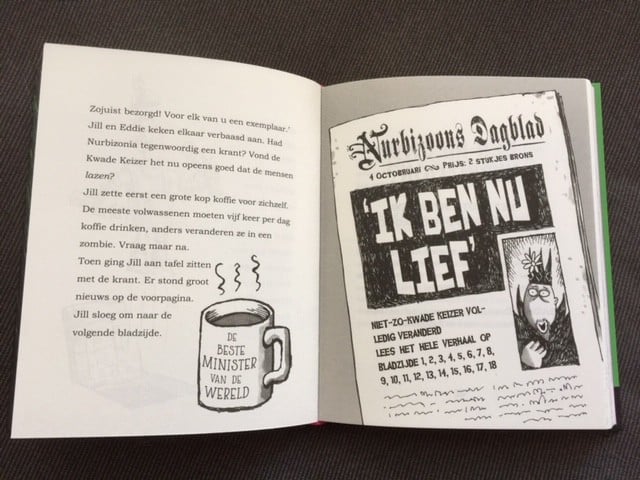 Zojuist bezorgd! Voor elk van u een exemplaar.'
Jill en Eddie keken elkaar verbaasd aan. Had
Nurbizonia tegenwoordig een krant? Vond de
Kwade Keizer het nu opeens goed dat de mensen
lazen?
Jill zette eerst een grote kop koffie voor zichzelf.
De meeste volwassenen moeten vijf keer per dag
koffie drinken, anders veranderen ze in een
zombie. Vraag maar na.
Toen ging Jill aan tafel zitten
met de krant. Er stond groot
nieuws op de voorpagina.
Jill sloeg om naar de
volgende bladzijde.
DE
BESTE
MINISTER
VAN DE
WERELD
Nurbizoons Dagblad
4 OCTOBRUARI PRIJS: 2 STUKJES BRONS
'IK BEN NU
LIEF'
NIET-ZO-KWADE KEIZER VOL-
LEDIG VERANDERD
LEES HET HELE VERHAAL OP
BLADZIJDE 1, 2, 3, 4, 5, 6, 7, 8,
9, 10, 11, 12, 13, 14, 15, 16, 17, 18